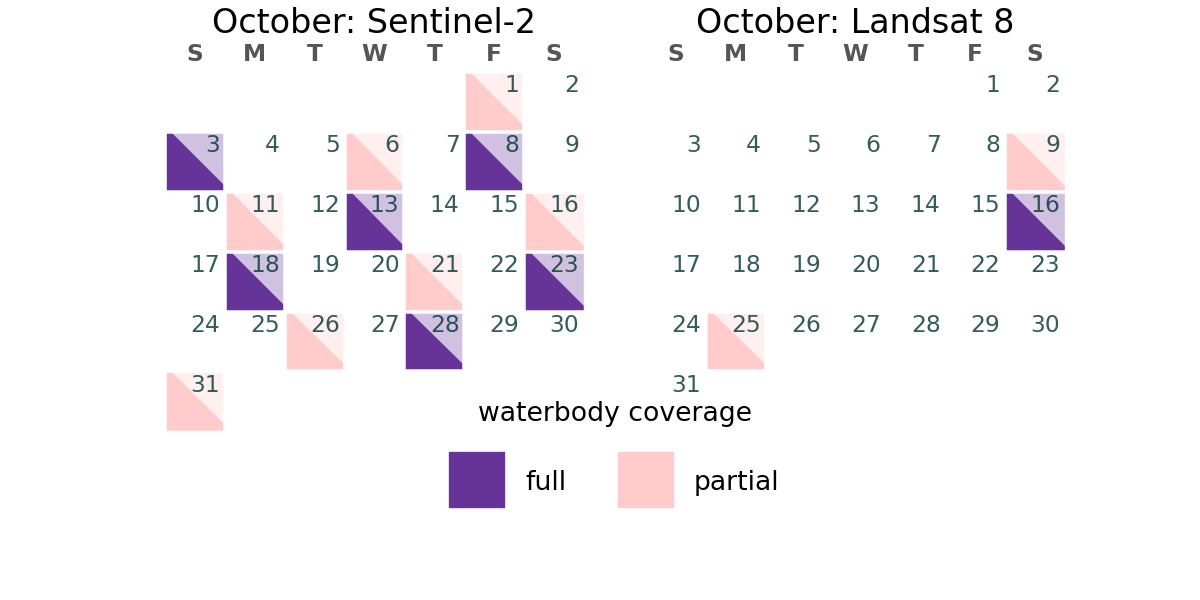 October: Sentinel-2
S M T W T F S
1 2
3 4 5 6 7 8 9
10 11 12 13 14 15 16
17 18 19 20 21 22 23
24 25 26 27 28 29 30
31
October: Landsat 8
S M T W T F S
1 2
3 4 5 6 7 8 9
10 11 12 13 14 15 16
17 18 19 20 21 22 23
24 25 26 27 28 29 30
31
waterbody coverage
full partial